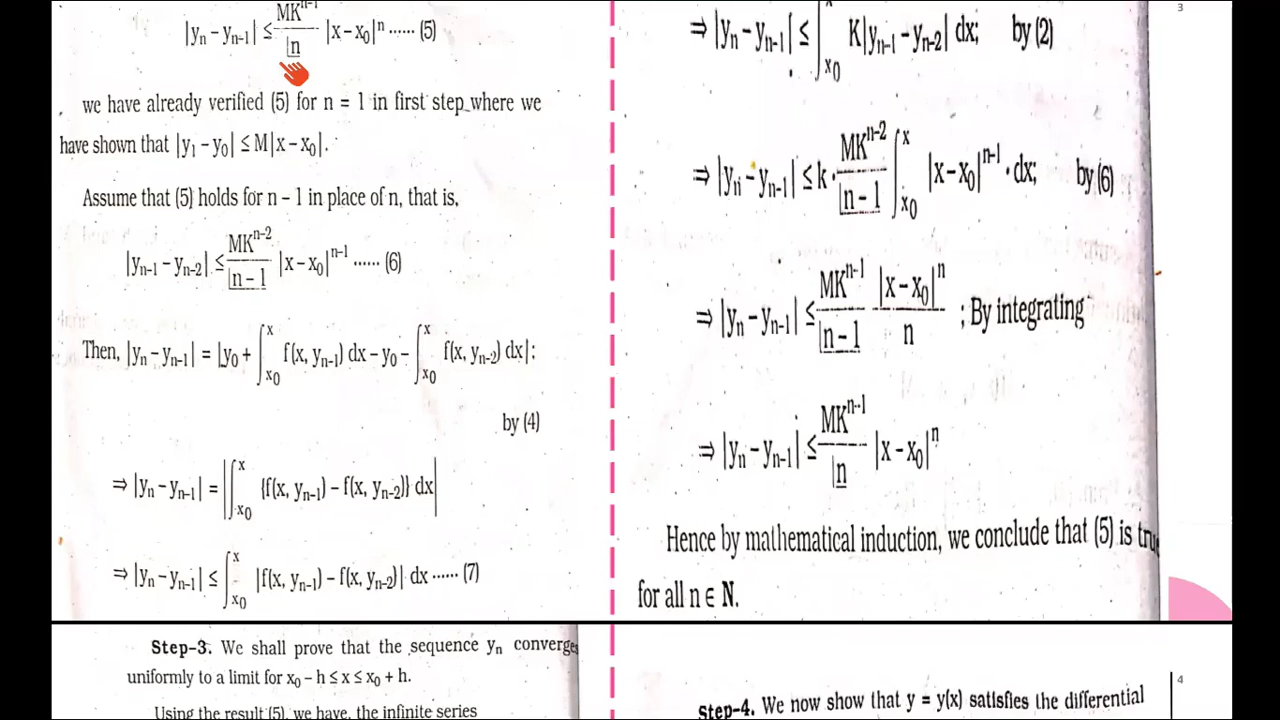 |yₙ – yₙ₋₁| ≤ MKⁿ⁻¹/⌊n |x – x₀|ⁿ ...... (5)
we have already verified (5) for n = 1 in first step where we
have shown that |y₁ – y₀| ≤ M|x – x₀|.
Assume that (5) holds for n – 1 in place of n, that is,
|yₙ₋₁ – yₙ₋₂| ≤ MKⁿ⁻²/⌊n – 1 |x – x₀|ⁿ⁻¹ ...... (6)
Then, |yₙ – yₙ₋₁| = |y₀ + ∫ₓ₀ˣ f(x, yₙ₋₁) dx – y₀ – ∫ₓ₀ˣ f(x, yₙ₋₂) dx|;
by (4)
⇒ |yₙ – yₙ₋₁| = |∫ₓ₀ˣ {f(x, yₙ₋₁) – f(x, yₙ₋₂)} dx|
⇒ |yₙ – yₙ₋₁| ≤ ∫ₓ₀ˣ |f(x, yₙ₋₁) – f(x, yₙ₋₂)| dx ...... (7)
3
⇒ |yₙ – yₙ₋₁| ≤ ∫ₓ₀ˣ K|yₙ₋₁ – yₙ₋₂| dx; by (2)
⇒ |yₙ – yₙ₋₁| ≤ k · MKⁿ⁻²/⌊n – 1 ∫ₓ₀ˣ |x – x₀|ⁿ⁻¹ · dx; by (6)
⇒ |yₙ – yₙ₋₁| ≤ MKⁿ⁻¹/⌊n – 1 |x – x₀|ⁿ/n ; By integrating
⇒ |yₙ – yₙ₋₁| ≤ MKⁿ⁻¹/⌊n |x – x₀|ⁿ
Hence by mathematical induction, we conclude that (5) is true
for all n ∈ N.
Step-3. We shall prove that the sequence yₙ converges
uniformly to a limit for x₀ – h ≤ x ≤ x₀ + h.
Using the result (5), we have, the infinite series
4
Step-4. We now show that y = y(x) satisfies the differential